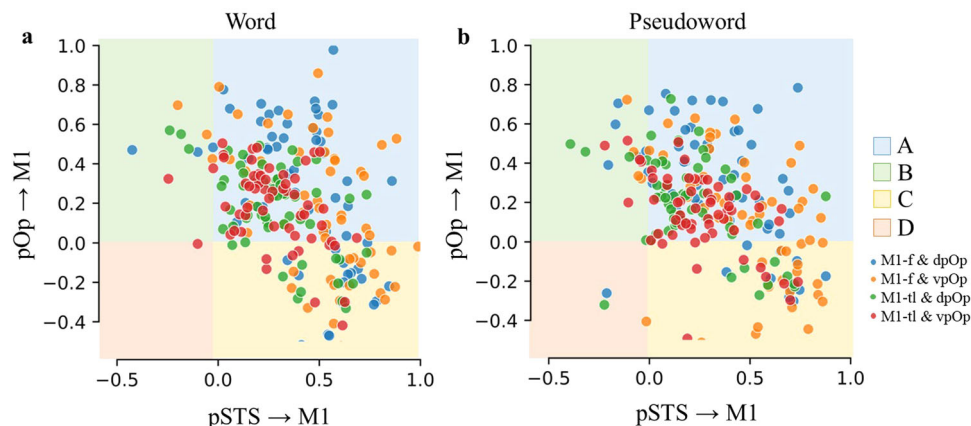 Word
Pseudoword
a
b
1.0
0.8
0.6
0.4
0.2
0.0
−0.2
−0.4
pOp → M1
−0.5
0.0
0.5
1.0
pSTS → M1
1.0
0.8
0.6
0.4
0.2
0.0
−0.2
−0.4
pOp → M1
−0.5
0.0
0.5
1.0
pSTS → M1
A
B
C
D
M1-f & dpOp
M1-f & vpOp
M1-tl & dpOp
M1-tl & vpOp